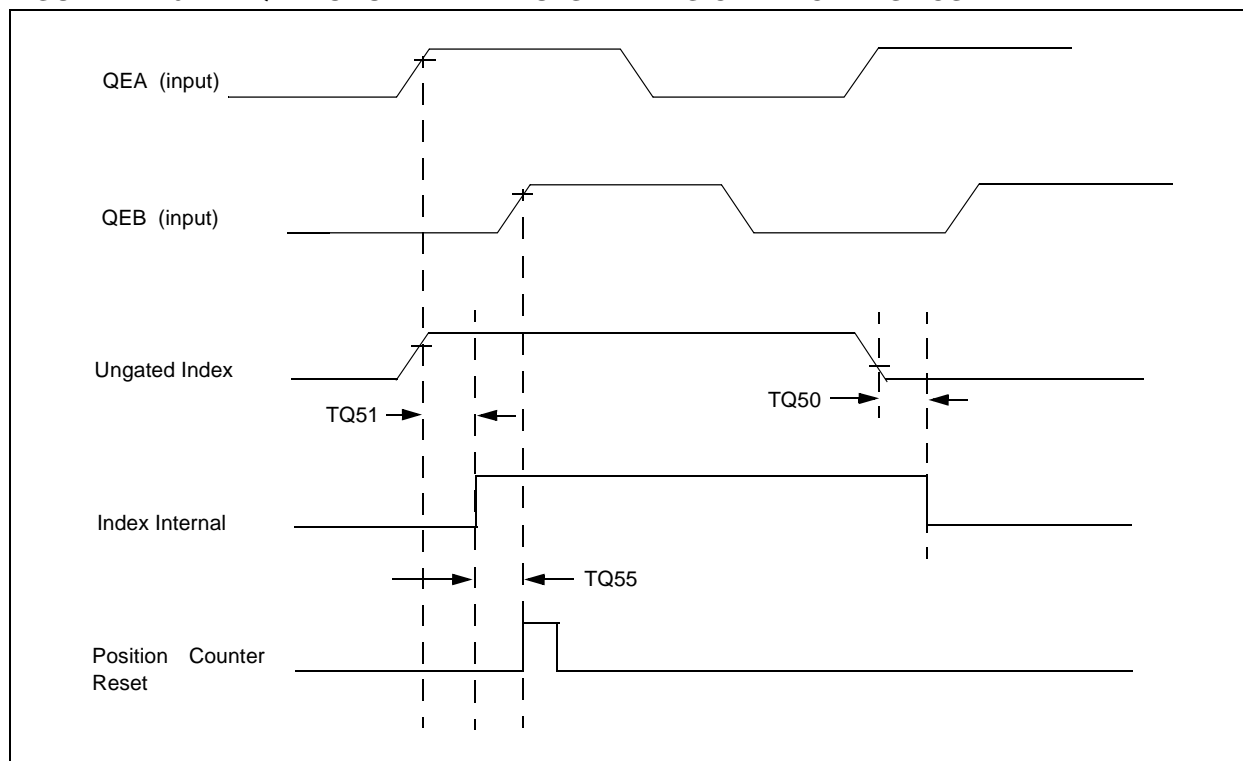 QEA (input)
QEB (input)
Ungated Index
TQ51
TQ50
Index Internal
TQ55
Position Counter
Reset